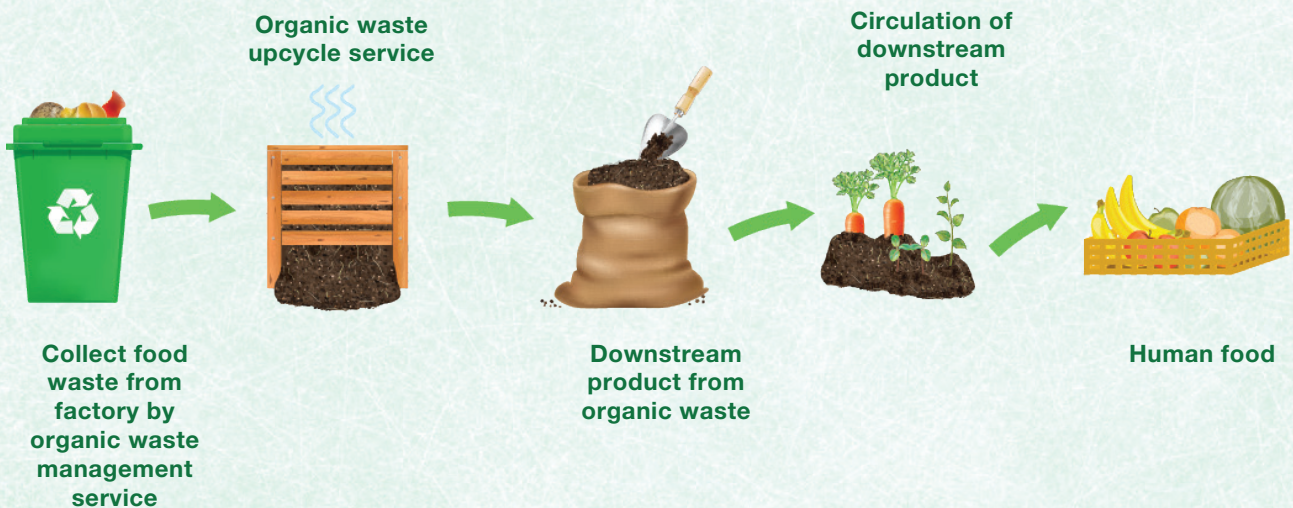 Organic waste
upcycle service
Circulation of
downstream
product
Collect food
waste from
factory by
organic waste
management
service
Downstream
product from
organic waste
Human food